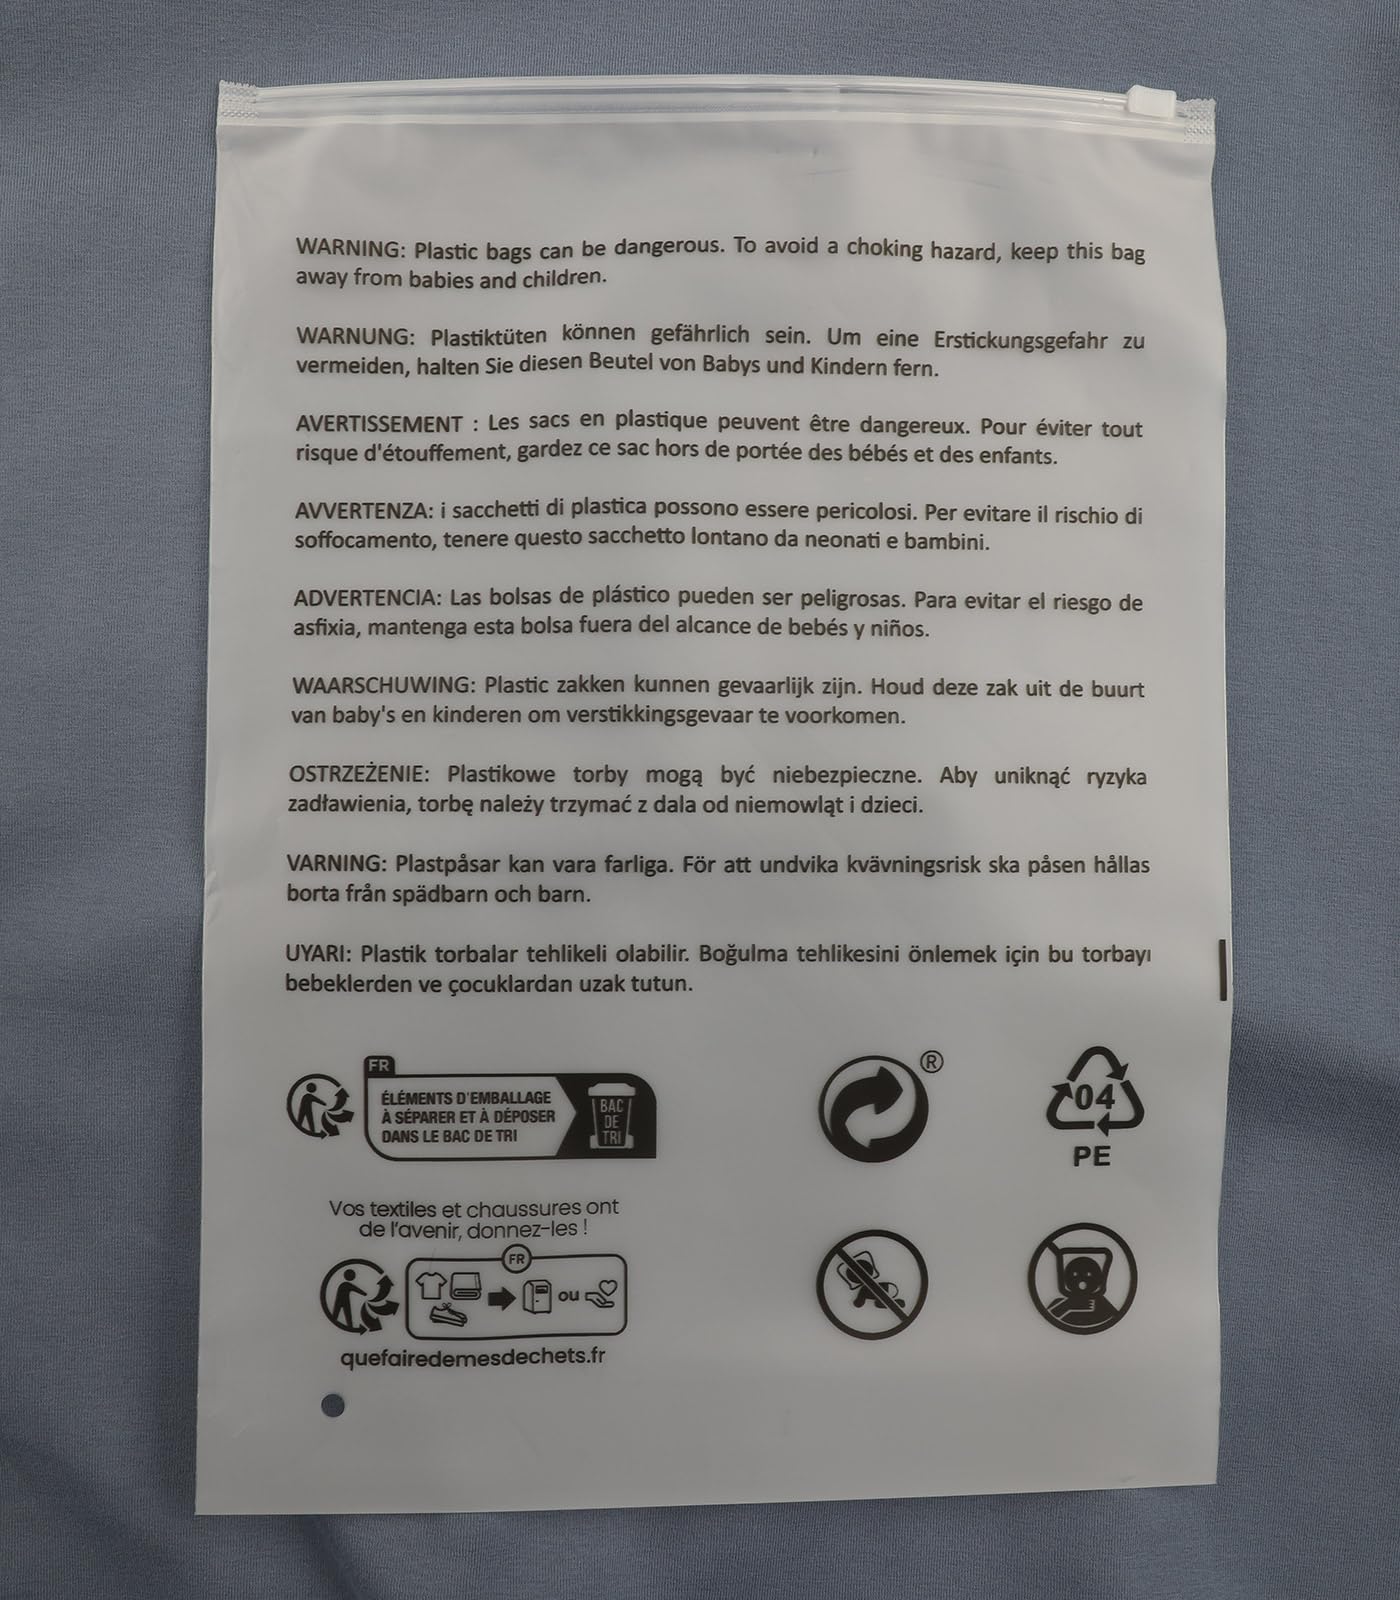 WARNING: Plastic bags can be dangerous. To avoid a choking hazard, keep this bag
away from babies and children.
WARNUNG: Plastiktüten können gefährlich sein. Um eine Erstickungsgefahr zu
vermeiden, halten Sie diesen Beutel von Babys und Kindern fern.
AVERTISSEMENT : Les sacs en plastique peuvent être dangereux. Pour éviter tout
risque d'étouffement, gardez ce sac hors de portée des bébés et des enfants.
AVVERTENZA: i sacchetti di plastica possono essere pericolosi. Per evitare il rischio di
soffocamento, tenere questo sacchetto lontano da neonati e bambini.
ADVERTENCIA: Las bolsas de plástico pueden ser peligrosas. Para evitar el riesgo de
asfixia, mantenga esta bolsa fuera del alcance de bebés y niños.
WAARSCHUWING: Plastic zakken kunnen gevaarlijk zijn. Houd deze zak uit de buurt
van baby's en kinderen om verstikkingsgevaar te voorkomen.
OSTRZEŻENIE: Plastikowe torby mogą być niebezpieczne. Aby uniknąć ryzyka
zadławienia, torbę należy trzymać z dala od niemowląt i dzieci.
VARNING: Plastpåsar kan vara farliga. För att undvika kvävningsrisk ska påsen hållas
borta från spädbarn och barn.
UYARI: Plastik torbalar tehlikeli olabilir. Boğulma tehlikesini önlemek için bu torbayı
bebeklerden ve çocuklardan uzak tutun.
FR
ÉLÉMENTS D'EMBALLAGE
À SÉPARER ET À DÉPOSER
DANS LE BAC DE TRI
BAC
DE
TRI
®
04
PE
Vos textiles et chaussures ont
de l'avenir, donnez-les !
FR
ou
quefairedemesdechets.fr